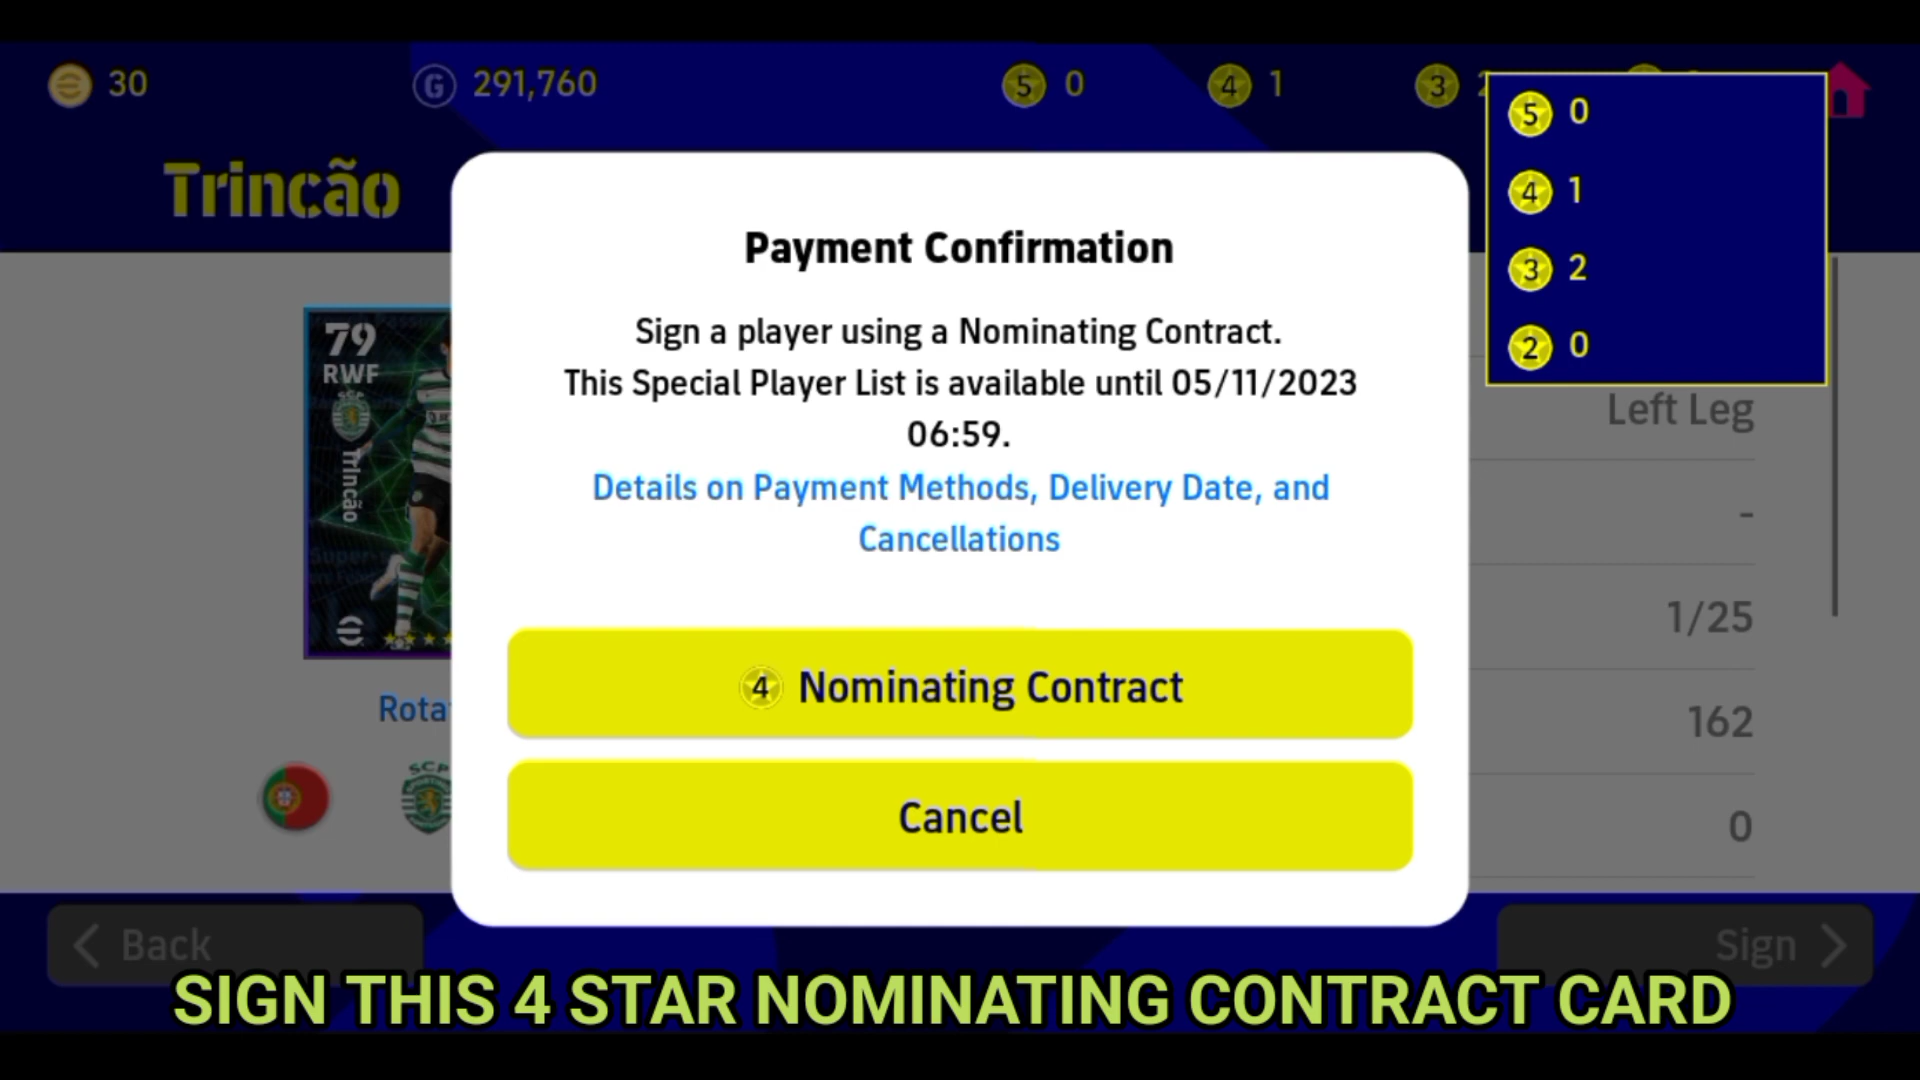 30
G 291,760
5 0
4 1
3
Trincão
5 0
4 1
3 2
2 0
Payment Confirmation
Sign a player using a Nominating Contract.
This Special Player List is available until 05/11/2023
06:59.
Details on Payment Methods, Delivery Date, and
Cancellations
4 Nominating Contract
Cancel
79
RWF
SCP
Trincão
Rota
SCP
Left Leg
-
1/25
162
0
Back
Sign
SIGN THIS 4 STAR NOMINATING CONTRACT CARD